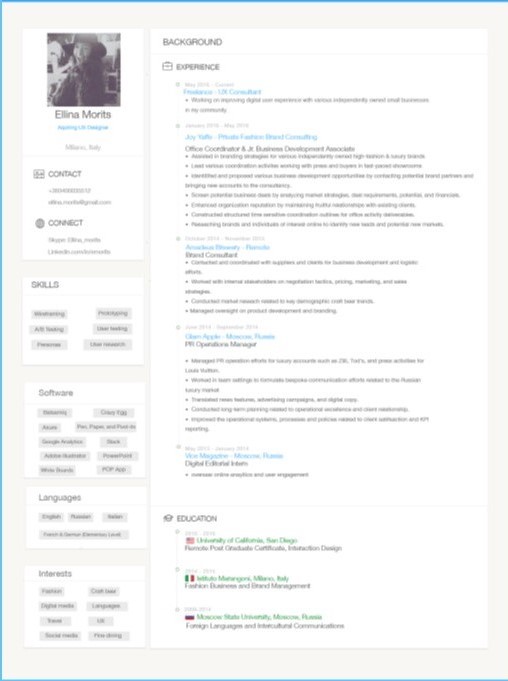 Ellina Morits
Aspiring UX Designer
Milano, Italy
CONTACT
ellina.morits@gmail.com
CONNECT
Skype: Ellina_morits
SKILLS
Wireframing
Prototyping
A/B Testing
User testing
Personas
User research
Software
Balsamiq
Crazy Egg
Axure
Pen, Paper, and Post-its
Google Analytics
Slack
Adobe Illustrator
PowerPoint
White Boards
POP App
Languages
English
Russian
Italian
French & German (Elementary Level)
Interests
Fashion
Craft beer
Digital media
Languages
Travel
UX
Social media
Fine dining
BACKGROUND
EXPERIENCE
May 2016 - Current
Freelance - UX Consultant
• Working on improving digital user experience with various independently owned small businesses
in my community.
January 2016 - May 2016
Joy Yaffe - Private Fashion Brand Consulting
Office Coordinator & Jr. Business Development Associate
• Assisted in branding strategies for various independently owned high-fashion & luxury brands
• Lead various coordination activities working with press and buyers in fast-paced showrooms
• Identified and proposed various business development opportunities by contacting potential brand partners and
bringing new accounts to the consultancy.
• Screen potential business deals by analyzing market strategies, deal requirements, potential, and financials.
• Enhanced organization reputation by maintaining fruitful relationships with existing clients.
• Constructed structured time sensitive coordination outlines for office activity deliverables.
• Researching brands and individuals of interest online to identify new leads and potential new markets.
October 2014 - November 2015
Amadeus Brewery - Remote
Brand Consultant
• Contacted and coordinated with suppliers and clients for business development and logistic
efforts.
• Worked with internal stakeholders on negotiation tactics, pricing, marketing, and sales
strategies.
• Conducted market research related to key demographic craft beer trends.
• Managed oversight on product development and branding.
June 2014 - September 2014
Glam Apple - Moscow, Russia
PR Operations Manager
• Managed PR operation efforts for luxury accounts such as Zilli, Tod's, and press activities for
Louis Vuitton.
• Worked in team settings to formulate bespoke communication efforts related to the Russian
luxury market
• Translated news features, advertising campaigns, and digital copy.
• Conducted long-term planning related to operational excellence and client relationship.
• Improved the operational systems, processes and policies related to client satisfaction and KPI
reporting.
May 2013 - January 2014
Vice Magazine - Moscow, Russia
Digital Editorial Intern
• oversaw online analytics and user engagement
EDUCATION
University of California, San Diego
Remote Post Graduate Certificate, Interaction Design
Istituto Marangoni, Milano, Italy
Fashion Business and Brand Management
Moscow State University, Moscow, Russia
Foreign Languages and Intercultural Communications